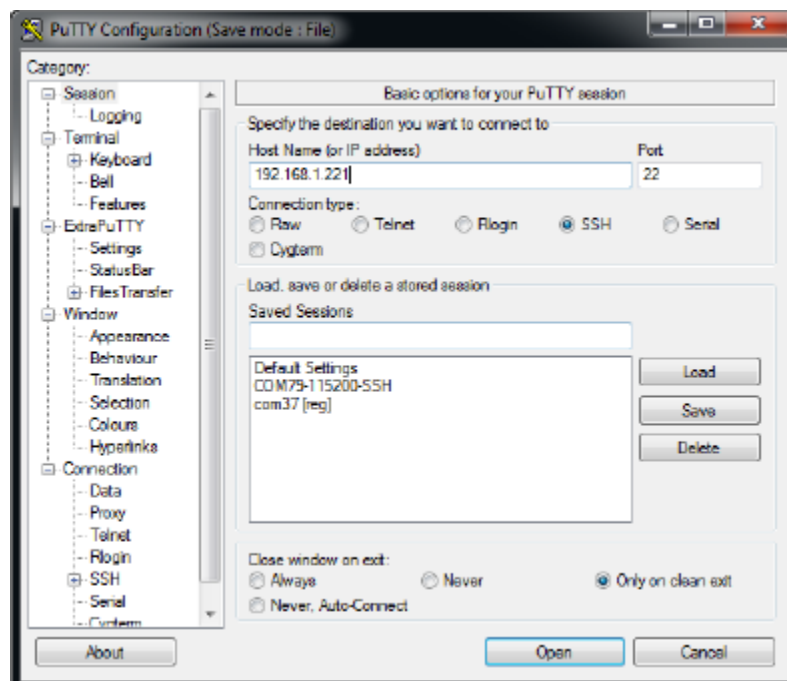 PuTTY Configuration (Save mode : File)
Category:
Session
Logging
Terminal
Keyboard
Bell
Features
ExtraPuTTY
Settings
StatusBar
FilesTransfer
Window
Appearance
Behaviour
Translation
Selection
Colours
Hyperlinks
Connection
Data
Proxy
Telnet
Rlogin
SSH
Serial
Cygterm
Basic options for your PuTTY session
Specify the destination you want to connect to
Host Name (or IP address) Port
192.168.1.221 22
Connection type:
Raw Telnet Rlogin SSH Serial
Cygterm
Load, save or delete a stored session
Saved Sessions
Default Settings
COM79-115200-SSH
com37 [reg]
Load
Save
Delete
Close window on exit:
Always Never Only on clean exit
Never, Auto-Connect
About Open Cancel